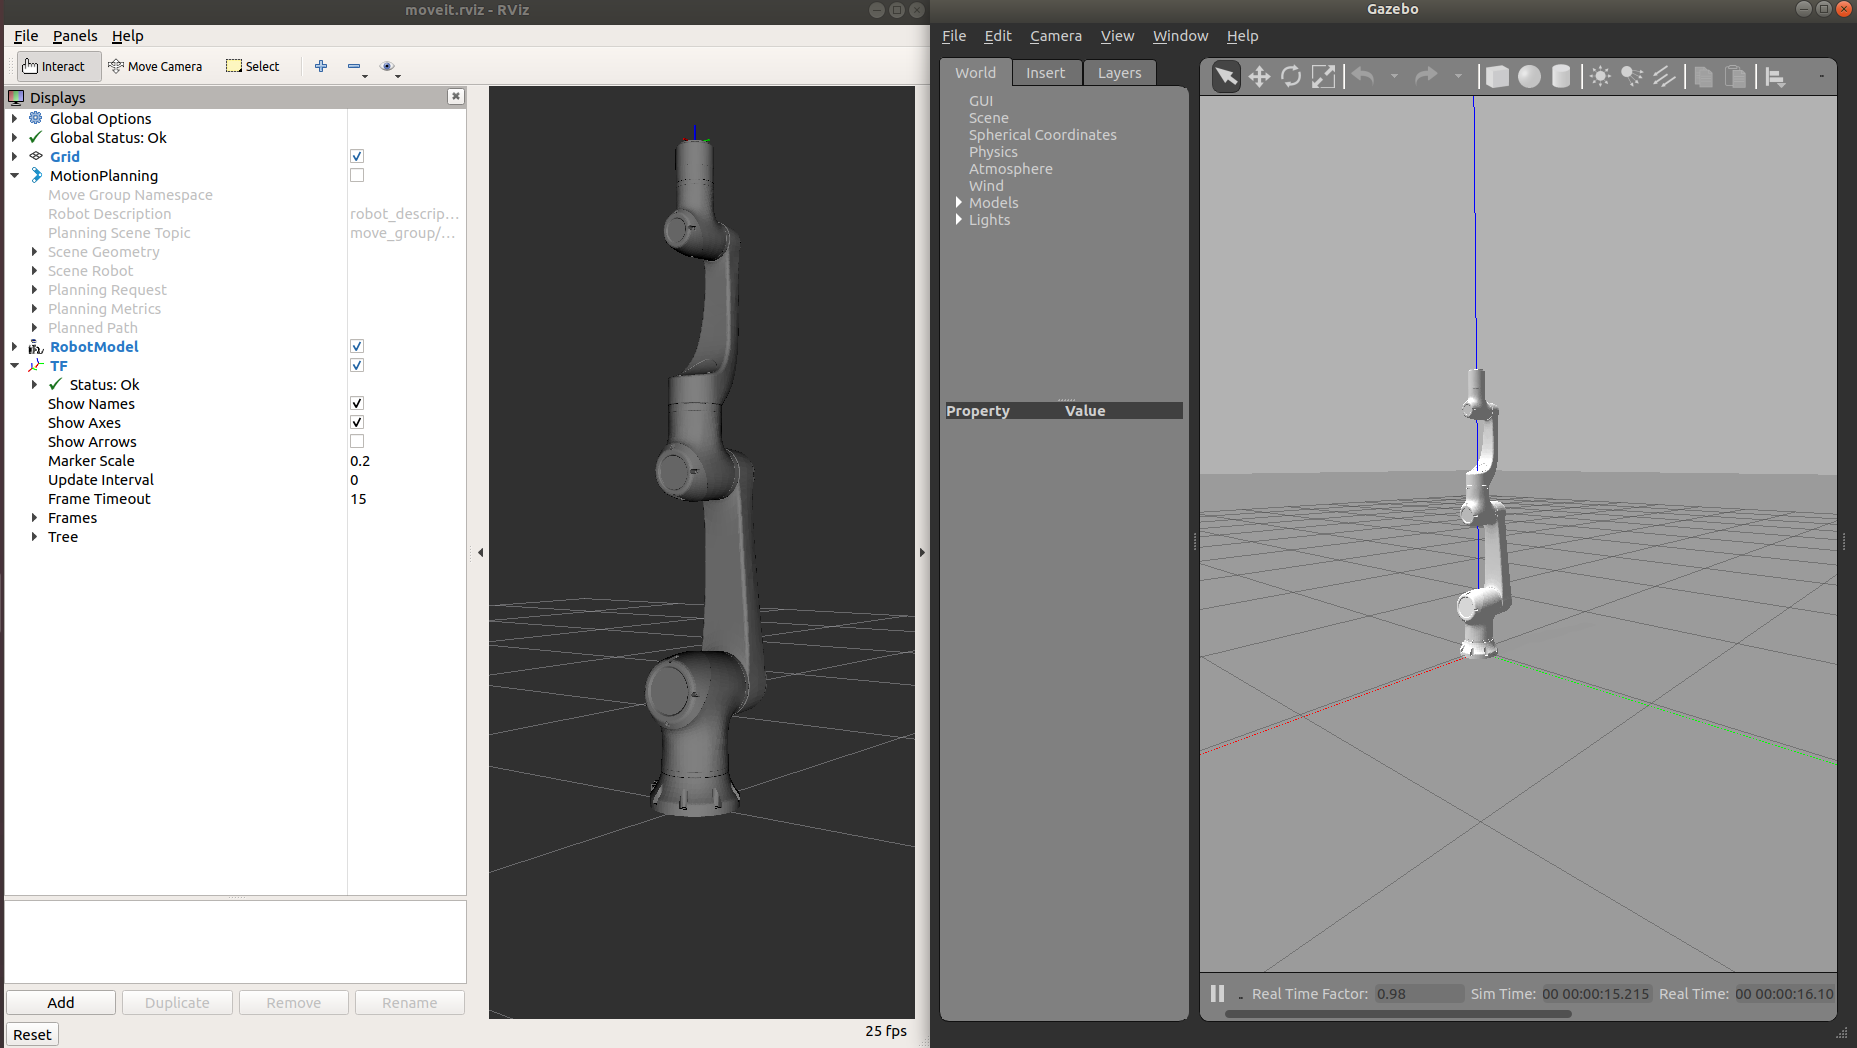 moveit.rviz - RViz
File Edit Panels Help
Interact Move Camera Select
Displays
Global Options
Global Status: Ok
Grid
MotionPlanning
Move Group Namespace
Robot Description robot_descrip...
Planning Scene Topic move_group/...
Scene Geometry
Scene Robot
Planning Request
Planning Metrics
Planned Path
RobotModel
TF
Status: Ok
Show Names
Show Axes
Show Arrows
Marker Scale 0.2
Update Interval 0
Frame Timeout 15
Frames
Tree
Add Duplicate Remove Rename
Reset
25 fps
Gazebo
File Edit Camera View Window Help
World Insert Layers
GUI
Scene
Spherical Coordinates
Physics
Atmosphere
Wind
Models
Lights
Property Value
Real Time Factor: 0.98 Sim Time: 00 00:00:15.215 Real Time: 00 00:00:16.10